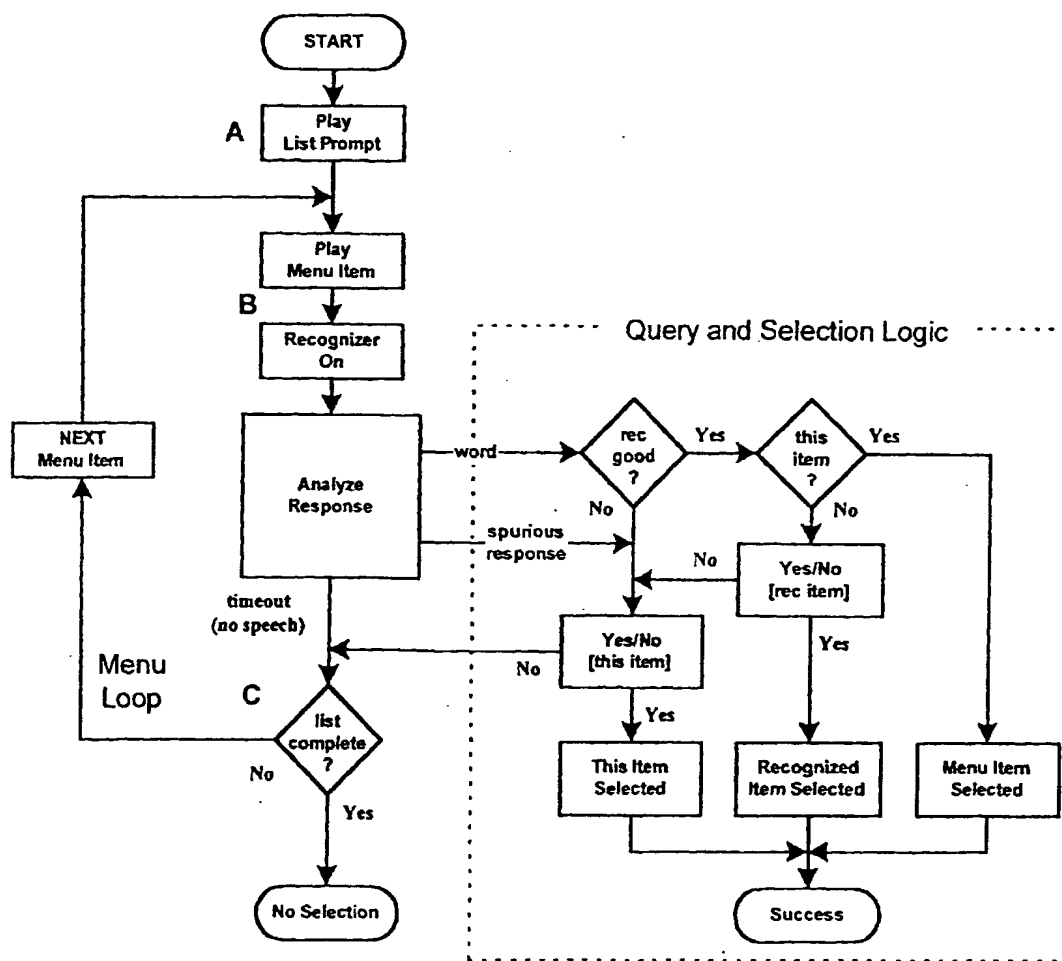 START
A
Play
List Prompt
Play
Menu Item
B
Recognizer
On
Query and Selection Logic
NEXT
Menu Item
Analyze
Response
word
rec
good
?
Yes
this
item
?
Yes
No
No
spurious
response
No
Yes/No
[rec item]
timeout
(no speech)
Yes/No
[this item]
No
Yes
Menu
Loop
C
list
complete
?
No
Yes
Yes
This Item
Selected
Recognized
Item Selected
Menu Item
Selected
No Selection
Success